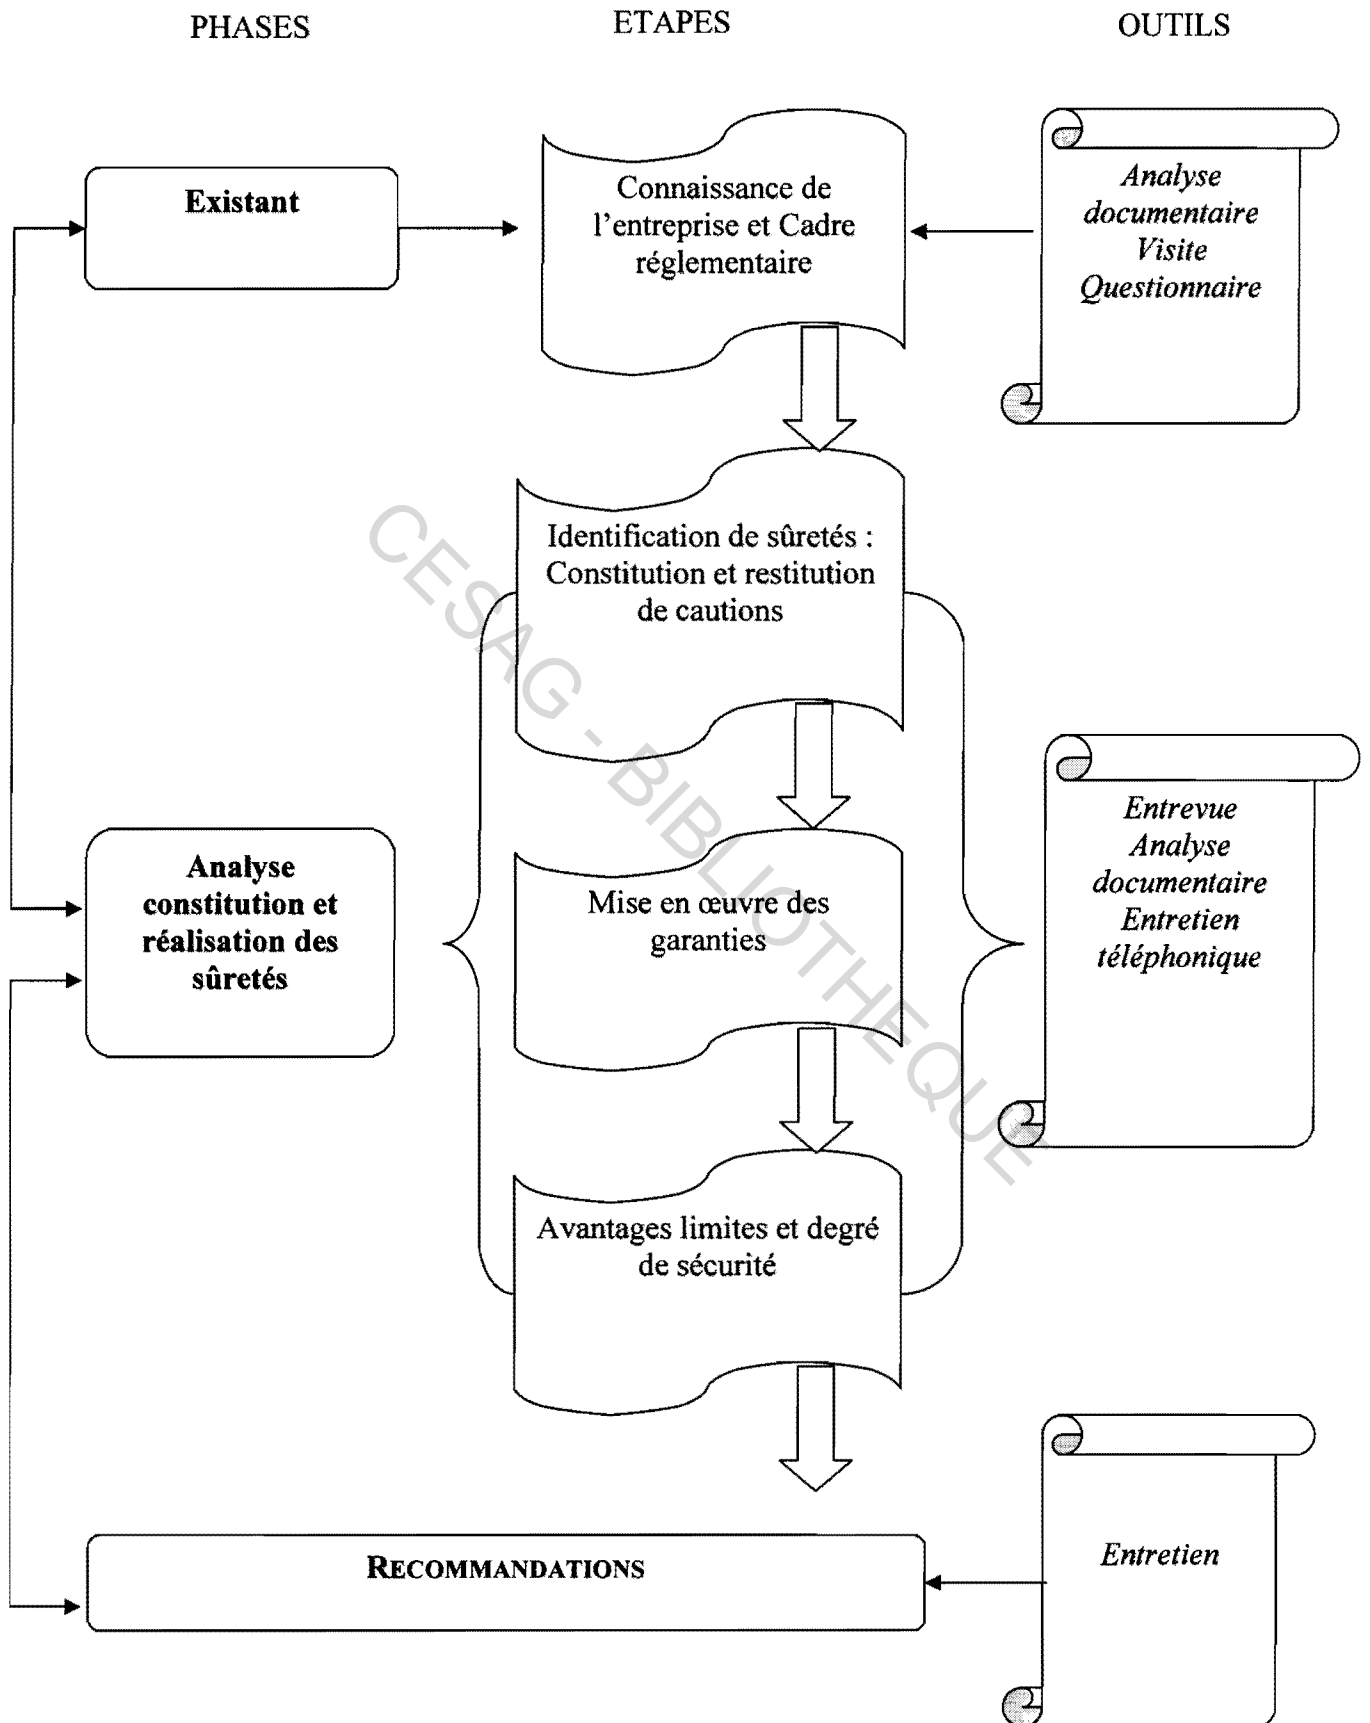 PHASES
ETAPES
OUTILS
Existant
Connaissance de
l'entreprise et Cadre
réglementaire
Analyse
documentaire
Visite
Questionnaire
Identification de sûretés :
Constitution et restitution
de cautions
Analyse
constitution et
réalisation des
sûretés
Mise en œuvre des
garanties
Entrevue
Analyse
documentaire
Entretien
téléphonique
Avantages limites et degré
de sécurité
RECOMMANDATIONS
Entretien
CESAG - BIBLIOTHEQUE